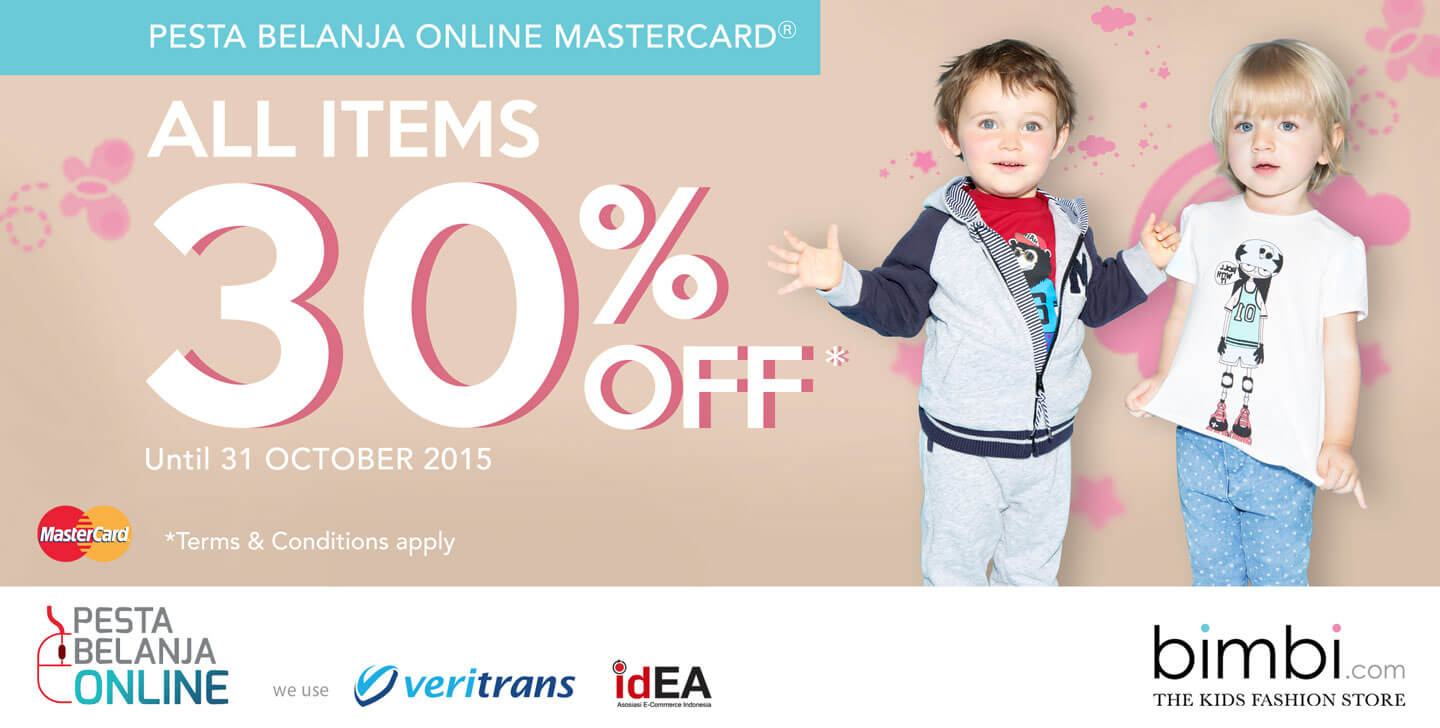 PESTA BELANJA ONLINE MASTERCARD®
ALL ITEMS
30%
OFF*
Until 31 OCTOBER 2015
MasterCard
*Terms & Conditions apply
PESTA
BELANJA
ONLINE
we use
veritrans
idEA
Asosiasi E-Commerce Indonesia
bimbi.com
THE KIDS FASHION STORE
N
10